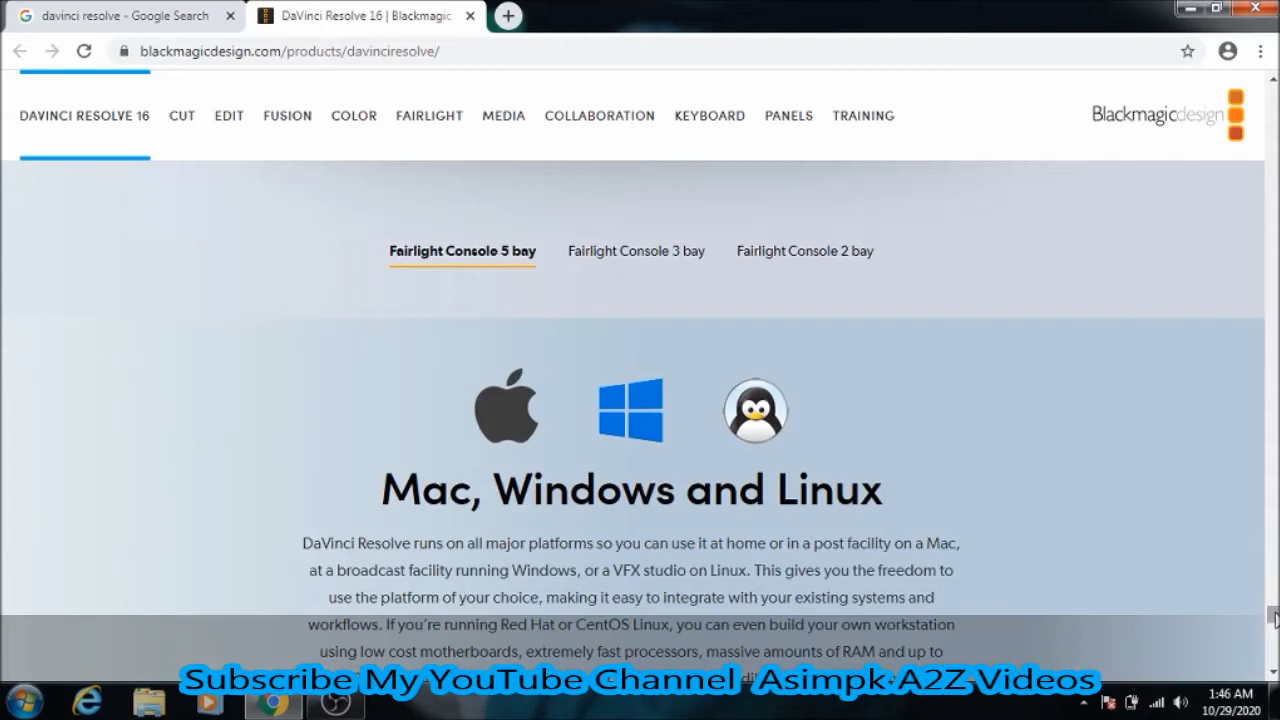 davinci resolve - Google Search
DaVinci Resolve 16 | Blackmagic
blackmagicdesign.com/products/davinciresolve/
DAVINCI RESOLVE 16 CUT EDIT FUSION COLOR FAIRLIGHT MEDIA COLLABORATION KEYBOARD PANELS TRAINING
Blackmagicdesign
Fairlight Console 5 bay Fairlight Console 3 bay Fairlight Console 2 bay
Mac, Windows and Linux
DaVinci Resolve runs on all major platforms so you can use it at home or in a post facility on a Mac,
at a broadcast facility running Windows, or a VFX studio on Linux. This gives you the freedom to
use the platform of your choice, making it easy to integrate with your existing systems and
workflows. If you're running Red Hat or CentOS Linux, you can even build your own workstation
using low cost motherboards, extremely fast processors, massive amounts of RAM and up to
Subscribe My YouTube Channel Asimpk A2Z Videos
1:46 AM
10/29/2020